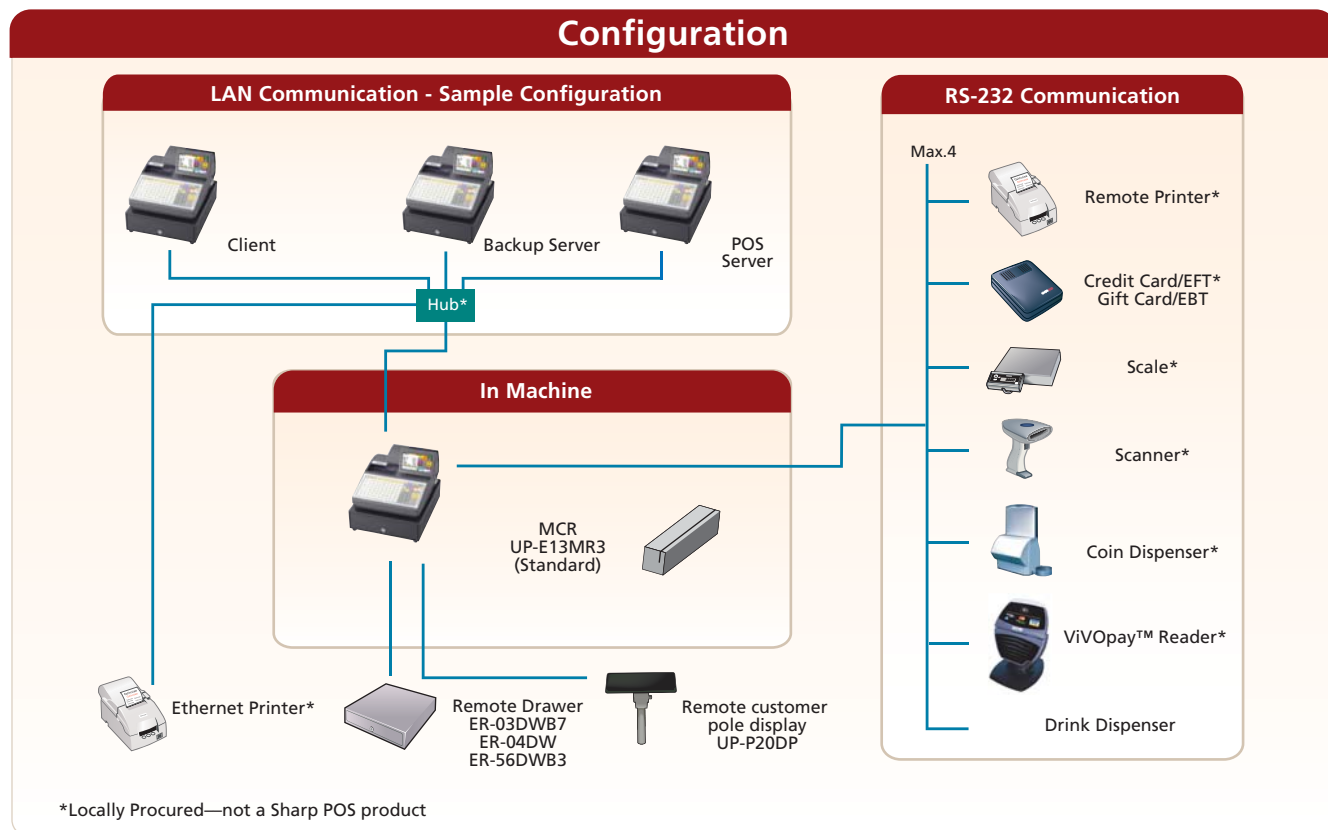 Configuration
LAN Communication - Sample Configuration
Client
Backup Server
POS
Server
Hub*
In Machine
MCR
UP-E13MR3
(Standard)
Ethernet Printer*
Remote Drawer
ER-03DWB7
ER-04DW
ER-56DWB3
Remote customer
pole display
UP-P20DP
RS-232 Communication
Max.4
Remote Printer*
Credit Card/EFT*
Gift Card/EBT
Scale*
Scanner*
Coin Dispenser*
ViVOpay™ Reader*
Drink Dispenser
*Locally Procured—not a Sharp POS product